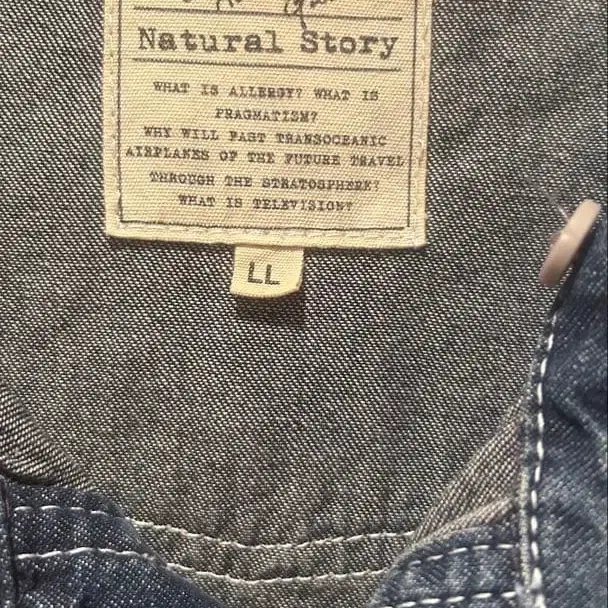 Natural Story
WHAT IS ALLERGY? WHAT IS
PRAGMATISM?
WHY WILL FAST TRANSOCEANIC
AIRPLANES OF THE FUTURE TRAVEL
THROUGH THE STRATOSPHERE?
WHAT IS TELEVISION?
LL